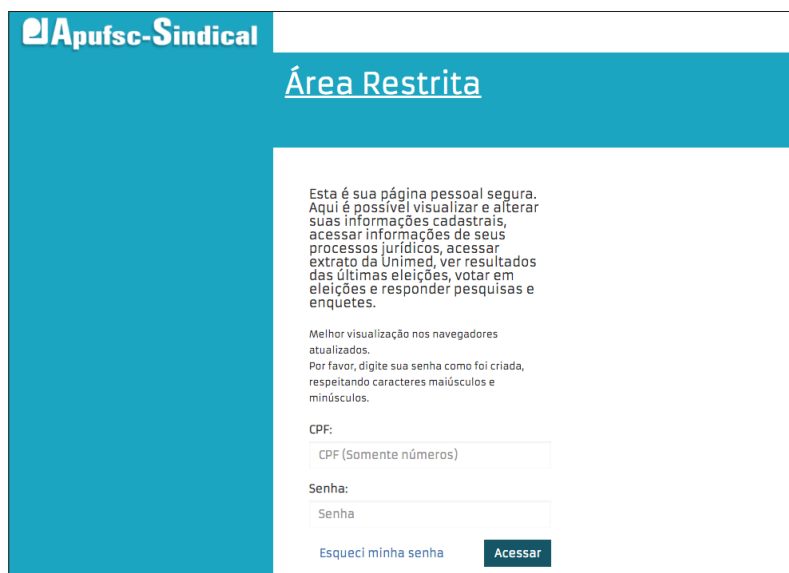 Apufsc-Sindical
Área Restrita
Esta é sua página pessoal segura.
Aqui é possível visualizar e alterar
suas informações cadastrais,
acessar informações de seus
processos jurídicos, acessar
extrato da Unimed, ver resultados
das últimas eleições, votar em
eleições e responder pesquisas e
enquetes.
Melhor visualização nos navegadores
atualizados.
Por favor, digite sua senha como foi criada,
respeitando caracteres maiúsculos e
minúsculos.
CPF:
CPF (Somente números)
Senha:
Senha
Esqueci minha senha
Acessar